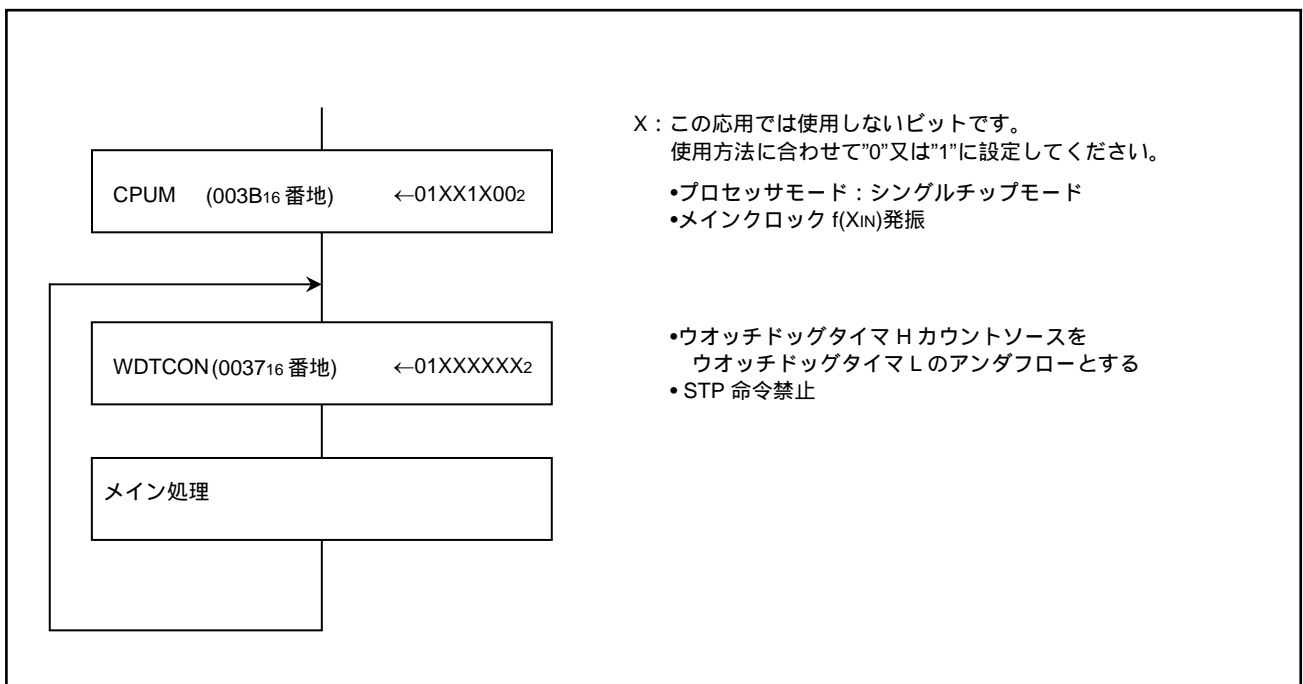 X：この応用では使用しないビットです。
使用方法に合わせて"0"又は"1"に設定してください。
CPUM (003B16 番地) ←01XX1X002
•プロセッサモード：シングルチップモード
•メインクロック f(XIN)発振
WDTCON(003716 番地) ←01XXXXXX2
•ウオッチドッグタイマ H カウントソースを
ウオッチドッグタイマ L のアンダフローとする
• STP 命令禁止
メイン処理